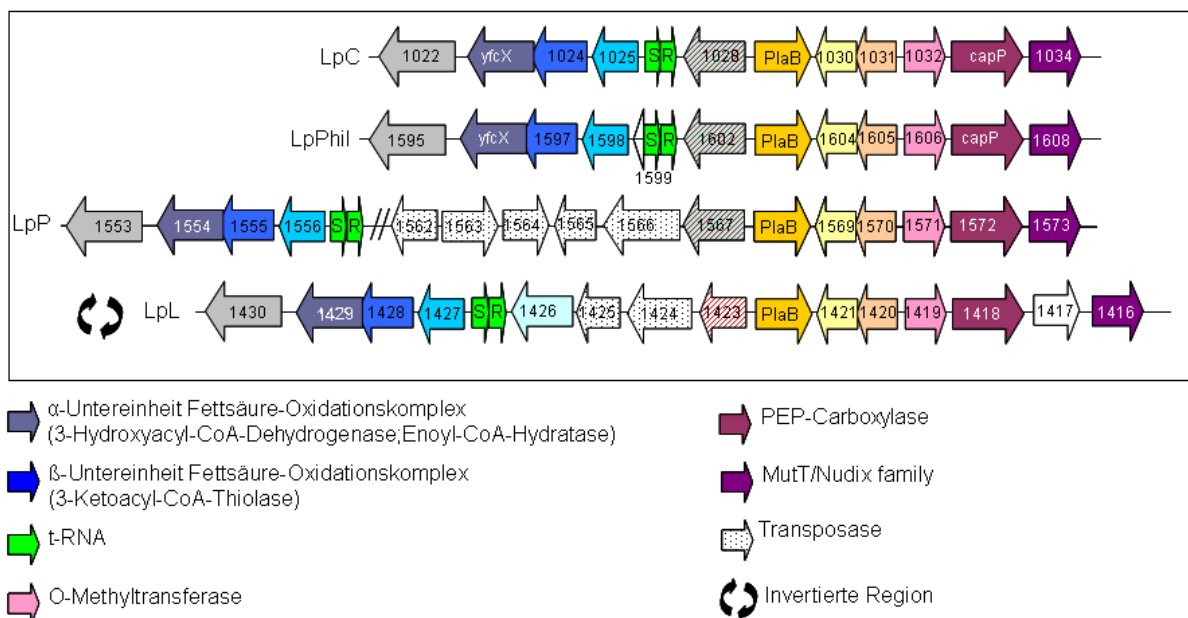 LpC 1022 yfcX 1024 1025 S R 1028 PlaB 1030 1031 1032 capP 1034
LpPhil 1595 yfcX 1597 1598 S R 1602 PlaB 1604 1605 1606 capP 1608
1599
LpP 1553 1554 1555 1556 S R // 1562 1563 1564 1565 1566 1567 PlaB 1569 1570 1571 1572 1573
LpL 1430 1429 1428 1427 S R 1426 1425 1424 1423 PlaB 1421 1420 1419 1418 1417 1416
α-Untereinheit Fettsäure-Oxidationskomplex
(3-Hydroxyacyl-CoA-Dehydrogenase;Enoyl-CoA-Hydratase)
ß-Untereinheit Fettsäure-Oxidationskomplex
(3-Ketoacyl-CoA-Thiolase)
t-RNA
O-Methyltransferase
PEP-Carboxylase
MutT/Nudix family
Transposase
Invertierte Region